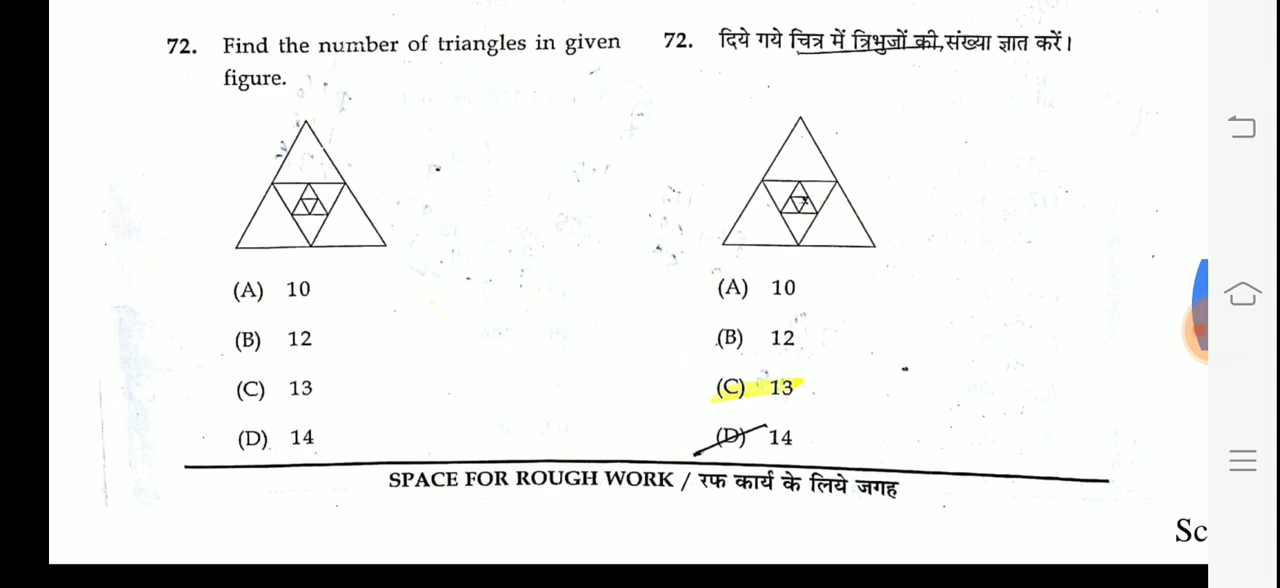 72. Find the number of triangles in given
figure.
(A) 10
(B) 12
(C) 13
(D) 14
72. दिये गये चित्र में त्रिभुजों की संख्या ज्ञात करें।
(A) 10
(B) 12
(C) 13
(D) 14
SPACE FOR ROUGH WORK / रफ कार्य के लिये जगह
Sc